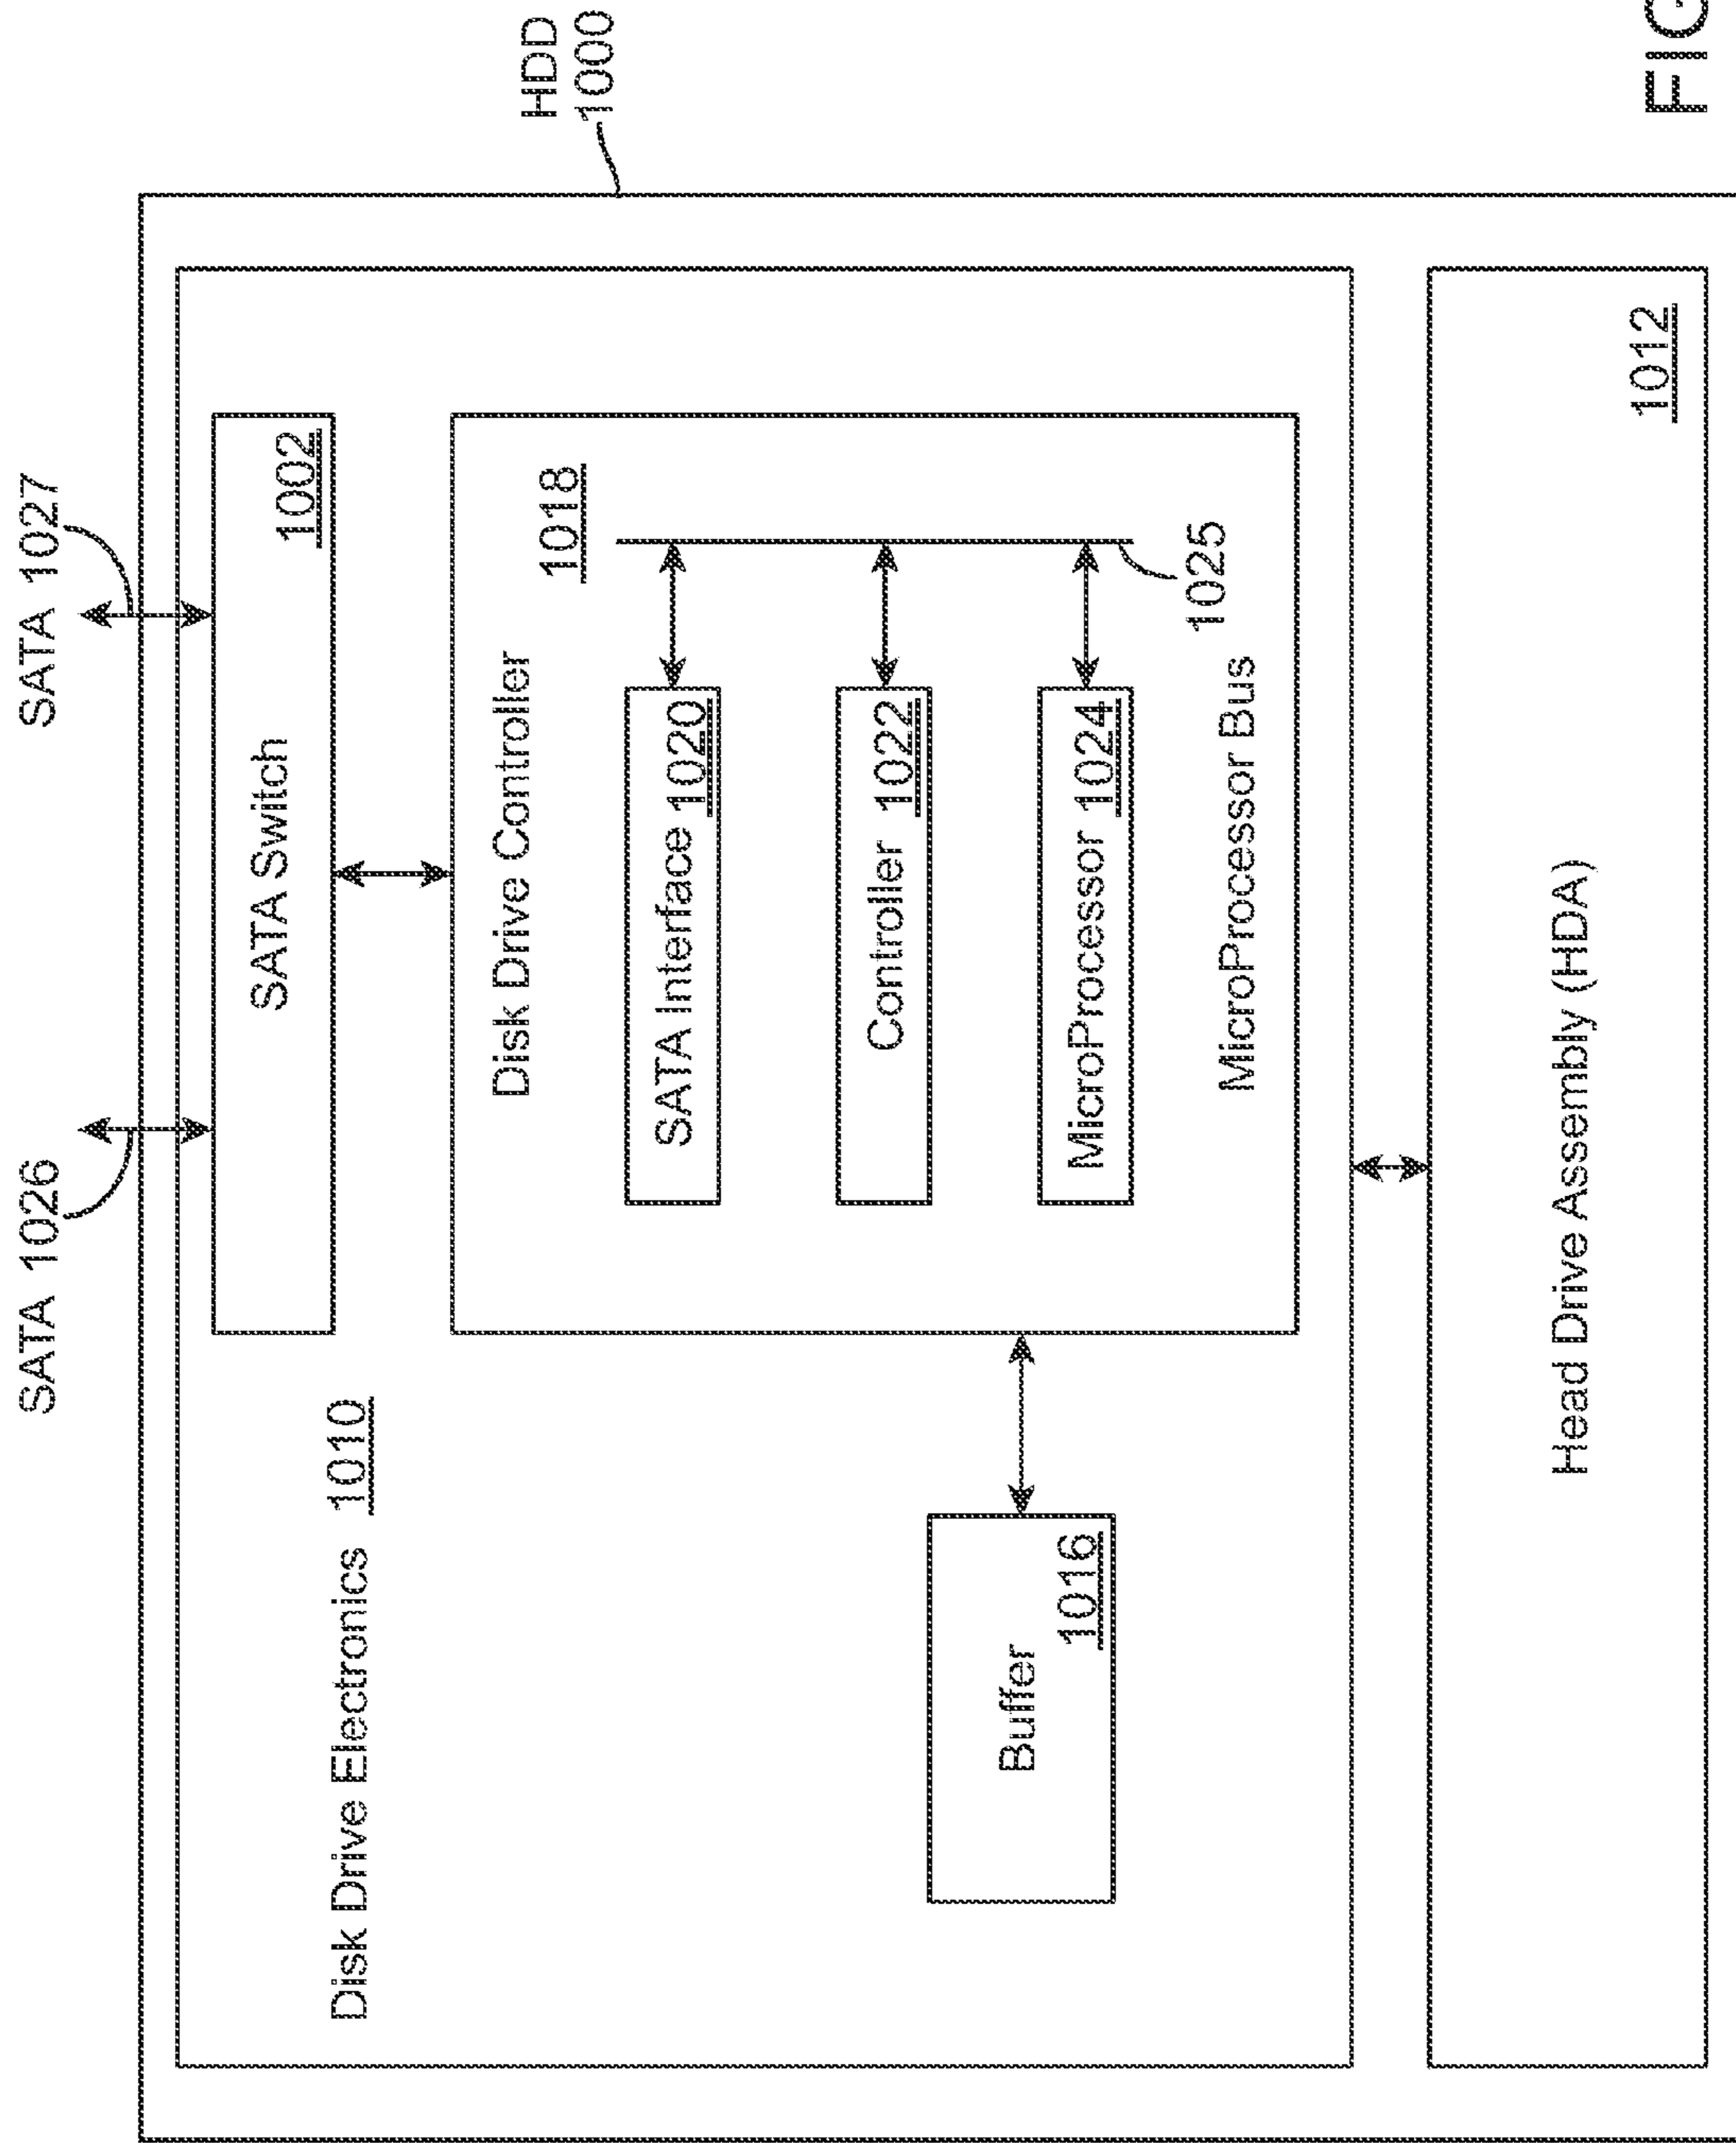 SATA 1026
SATA 1027
HDD
1000
SATA Switch
1002
Disk Drive Electronics 1010
Disk Drive Controller
1018
SATA Interface 1020
Controller 1022
MicroProcessor 1024
1025
MicroProcessor Bus
Buffer
1016
Head Drive Assembly (HDA)
1012
FIG